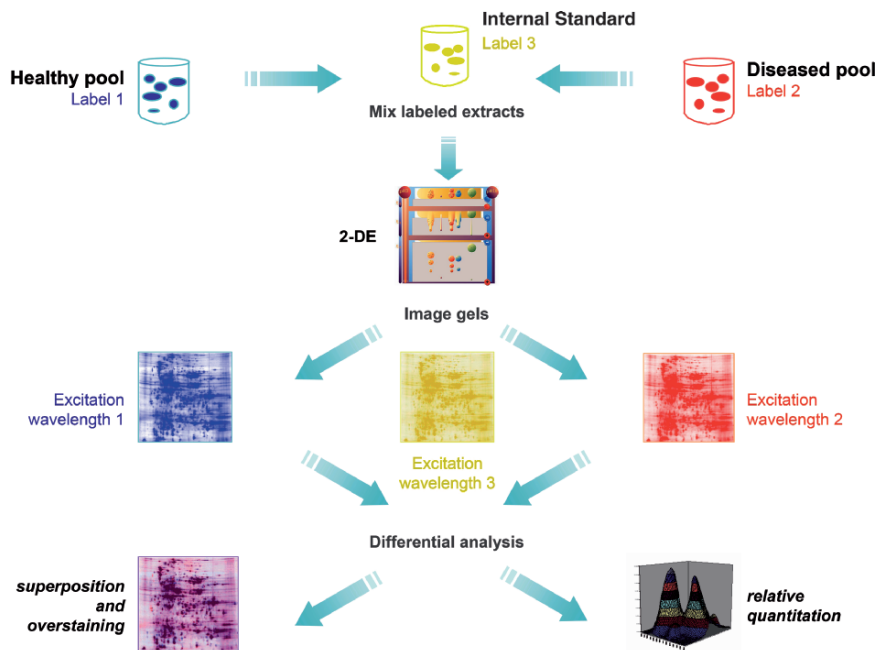 Internal Standard
Label 3
Healthy pool
Label 1
Diseased pool
Label 2
Mix labeled extracts
2-DE
Image gels
Excitation
wavelength 1
Excitation
wavelength 2
Excitation
wavelength 3
Differential analysis
superposition
and
overstaining
relative
quantitation